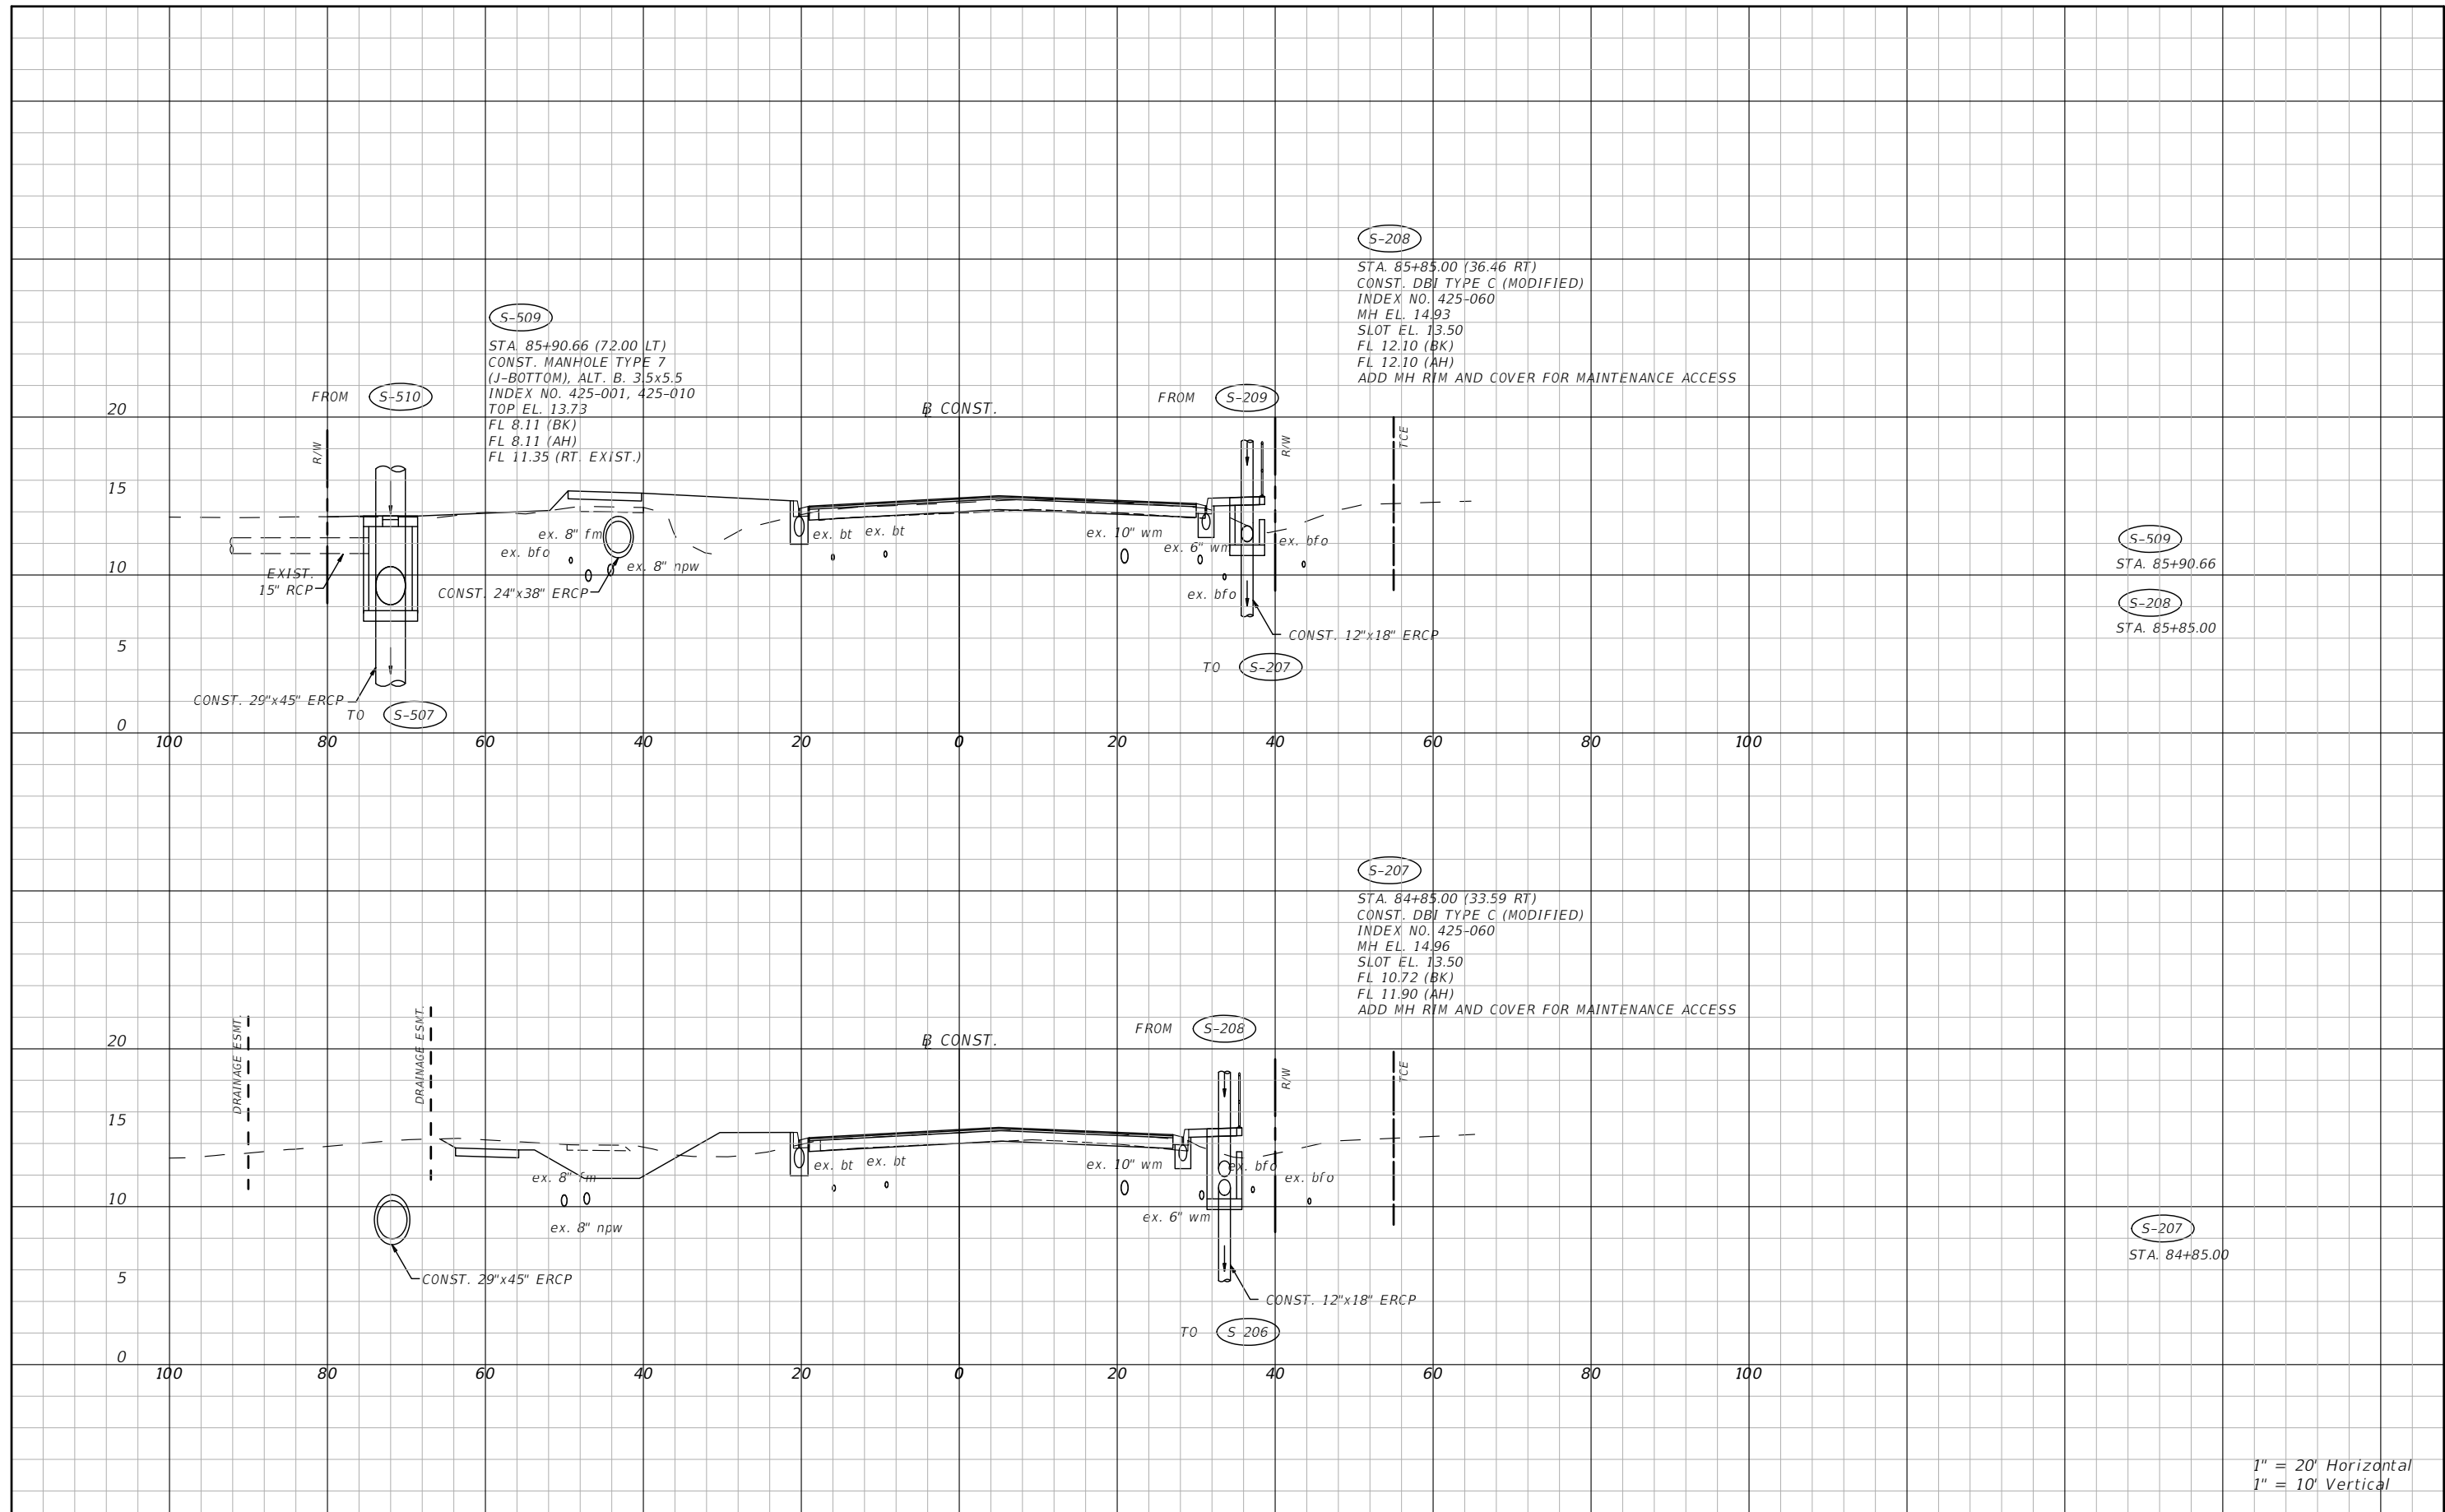 S-208
STA. 85+85.00 (36.46 RT)
CONST. DBI TYPE C (MODIFIED)
INDEX NO. 425-060
MH EL. 14.93
SLOT EL. 13.50
FL 12.10 (BK)
FL 12.10 (AH)
ADD MH RIM AND COVER FOR MAINTENANCE ACCESS
S-509
STA. 85+90.66 (72.00 LT)
CONST. MANHOLE TYPE 7
(J-BOTTOM), ALT. B. 3.5x5.5
INDEX NO. 425-001, 425-010
TOP EL. 13.73
FL 8.11 (BK)
FL 8.11 (AH)
FL 11.35 (RT. EXIST.)
FROM S-510
FROM S-209
20
B CONST.
R/W
R/W
TCE
15
ex. 8" fm
ex. bfo
ex. bt
ex. bt
ex. 10" wm
ex. 6" wm
ex. bfo
ex. 8" npw
EXIST.
15" RCP
10
CONST. 24"x38" ERCP
ex. bfo
S-509
STA. 85+90.66
S-208
STA. 85+85.00
5
CONST. 12"x18" ERCP
TO S-207
CONST. 29"x45" ERCP
TO S-507
0
100 80 60 40 20 0 20 40 60 80 100
S-207
STA. 84+85.00 (33.59 RT)
CONST. DBI TYPE C (MODIFIED)
INDEX NO. 425-060
MH EL. 14.96
SLOT EL. 13.50
FL 10.72 (BK)
FL 11.90 (AH)
ADD MH RIM AND COVER FOR MAINTENANCE ACCESS
FROM S-208
20
B CONST.
DRAINAGE ESMT.
DRAINAGE ESMT.
R/W
TCE
15
ex. 8" fm
ex. bt
ex. bt
ex. 10" wm
ex. bfo
ex. bfo
10
ex. 8" npw
ex. 6" wm
S-207
STA. 84+85.00
5
CONST. 29"x45" ERCP
CONST. 12"x18" ERCP
TO S-206
0
100 80 60 40 20 0 20 40 60 80 100
1" = 20' Horizontal
1" = 10' Vertical